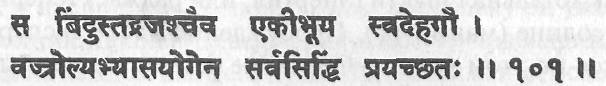 स बिंदुस्तद्रजश्चैव एकीभूय स्वदेहगौ ।
वज्रोल्यभ्यासयोगेन सर्वसिद्धिं प्रयच्छतः ॥ १०१ ॥